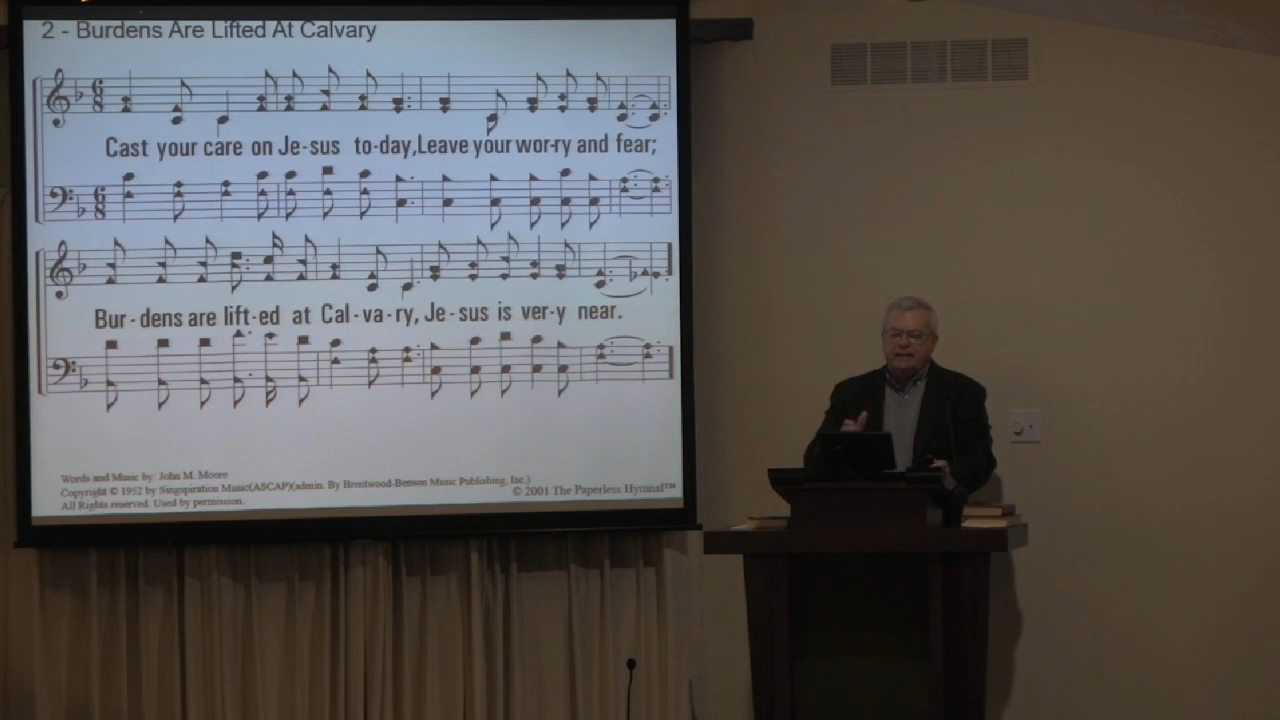 2 - Burdens Are Lifted At Calvary
Cast your care on Je-sus to-day, Leave your wor-ry and fear;
Bur-dens are lift-ed at Cal-va-ry, Je-sus is ver-y near.
Words and Music by: John M. Moore
Copyright © 1952 by Singspiration Music(ASCAP)(admin. By Brentwood-Benson Music Publishing, Inc.)
All Rights reserved. Used by permission.
© 2001 The Paperless Hymnal™